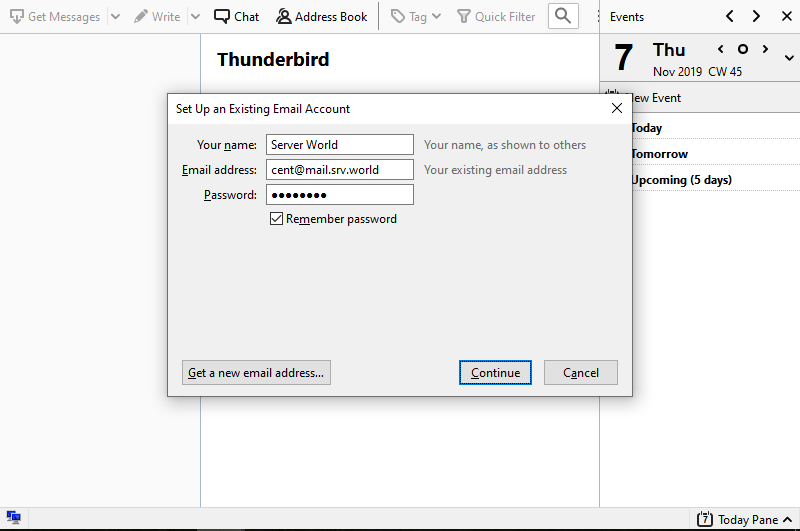 Get Messages Write Chat Address Book Tag Quick Filter Events
Thunderbird
7 Thu
Nov 2019 CW 45
New Event
Today
Tomorrow
Upcoming (5 days)
Set Up an Existing Email Account
Your name: Server World Your name, as shown to others
Email address: cent@mail.srv.world Your existing email address
Password: ●●●●●●●●
Remember password
Get a new email address... Continue Cancel
7 Today Pane